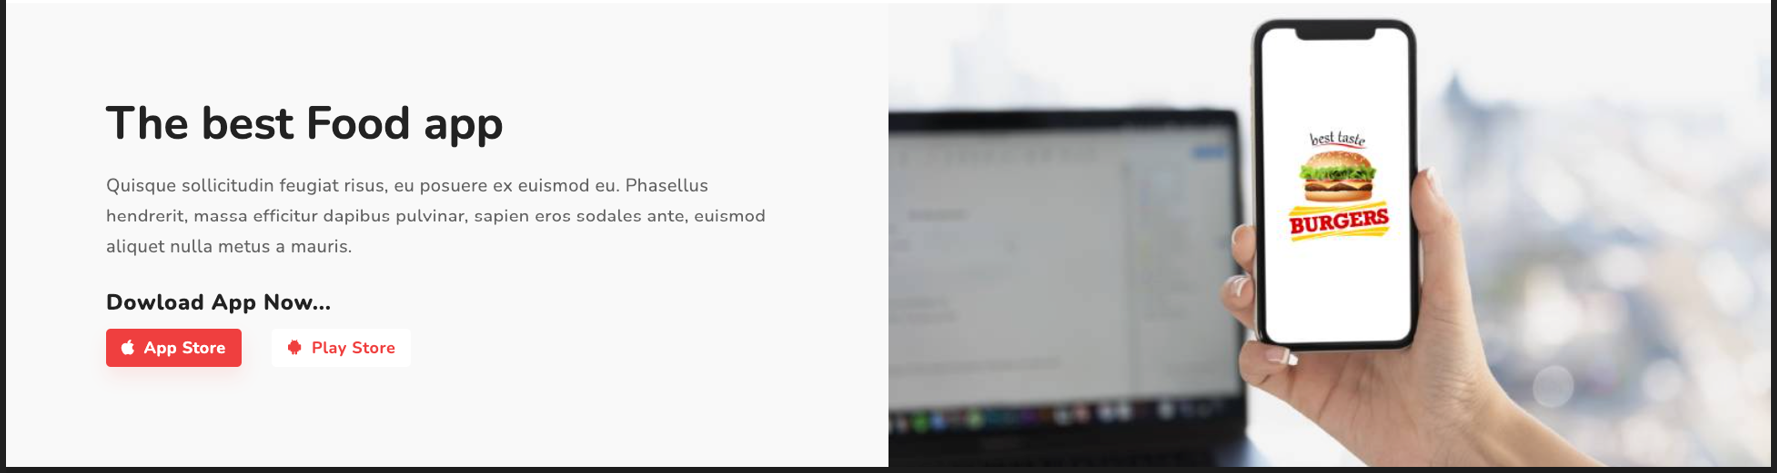 The best Food app
Quisque sollicitudin feugiat risus, eu posuere ex euismod eu. Phasellus
hendrerit, massa efficitur dapibus pulvinar, sapien eros sodales ante, euismod
aliquet nulla metus a mauris.
Dowload App Now...
App Store
Play Store
best taste
BURGERS